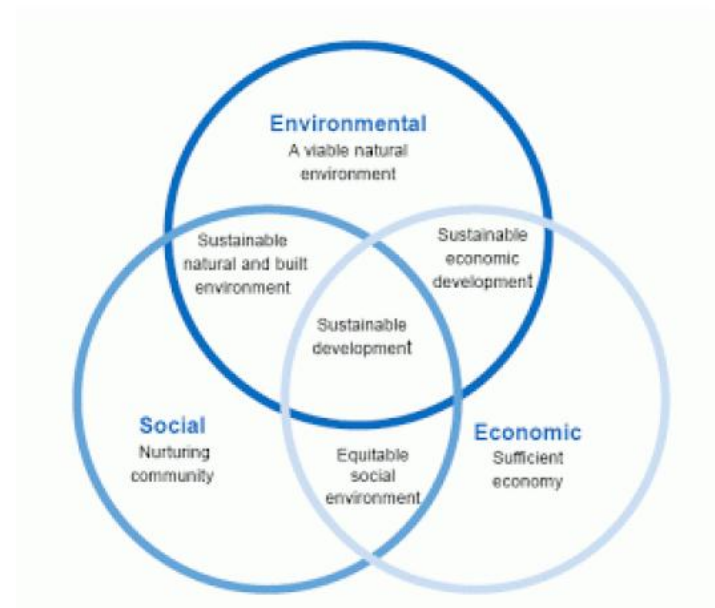 Environmental
A viable natural
environment
Sustainable
natural and built
environment
Sustainable
economic
development
Sustainable
development
Social
Nurturing
community
Equitable
social
environment
Economic
Sufficient
economy